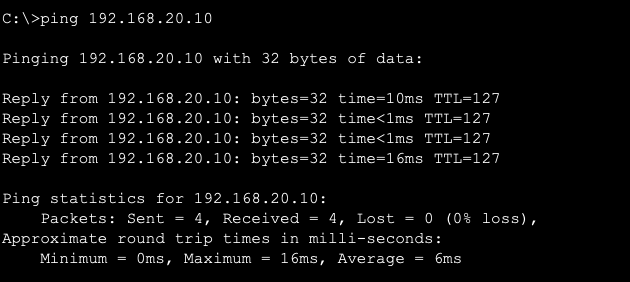 C:\>ping 192.168.20.10
Pinging 192.168.20.10 with 32 bytes of data:
Reply from 192.168.20.10: bytes=32 time=10ms TTL=127
Reply from 192.168.20.10: bytes=32 time<1ms TTL=127
Reply from 192.168.20.10: bytes=32 time<1ms TTL=127
Reply from 192.168.20.10: bytes=32 time=16ms TTL=127
Ping statistics for 192.168.20.10:
    Packets: Sent = 4, Received = 4, Lost = 0 (0% loss),
Approximate round trip times in milli-seconds:
    Minimum = 0ms, Maximum = 16ms, Average = 6ms